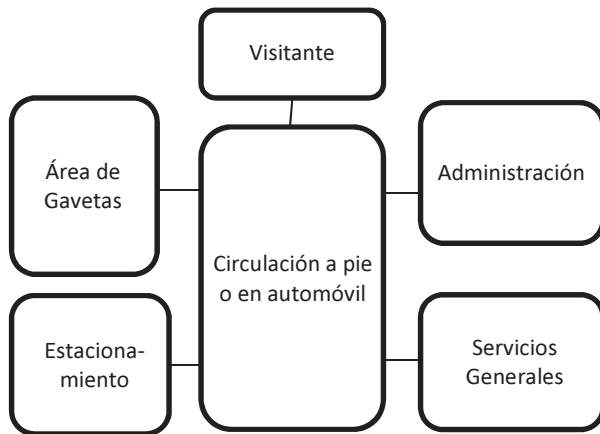 Visitante
Área de
Gavetas
Administración
Circulación a pie
o en automóvil
Estaciona-
miento
Servicios
Generales